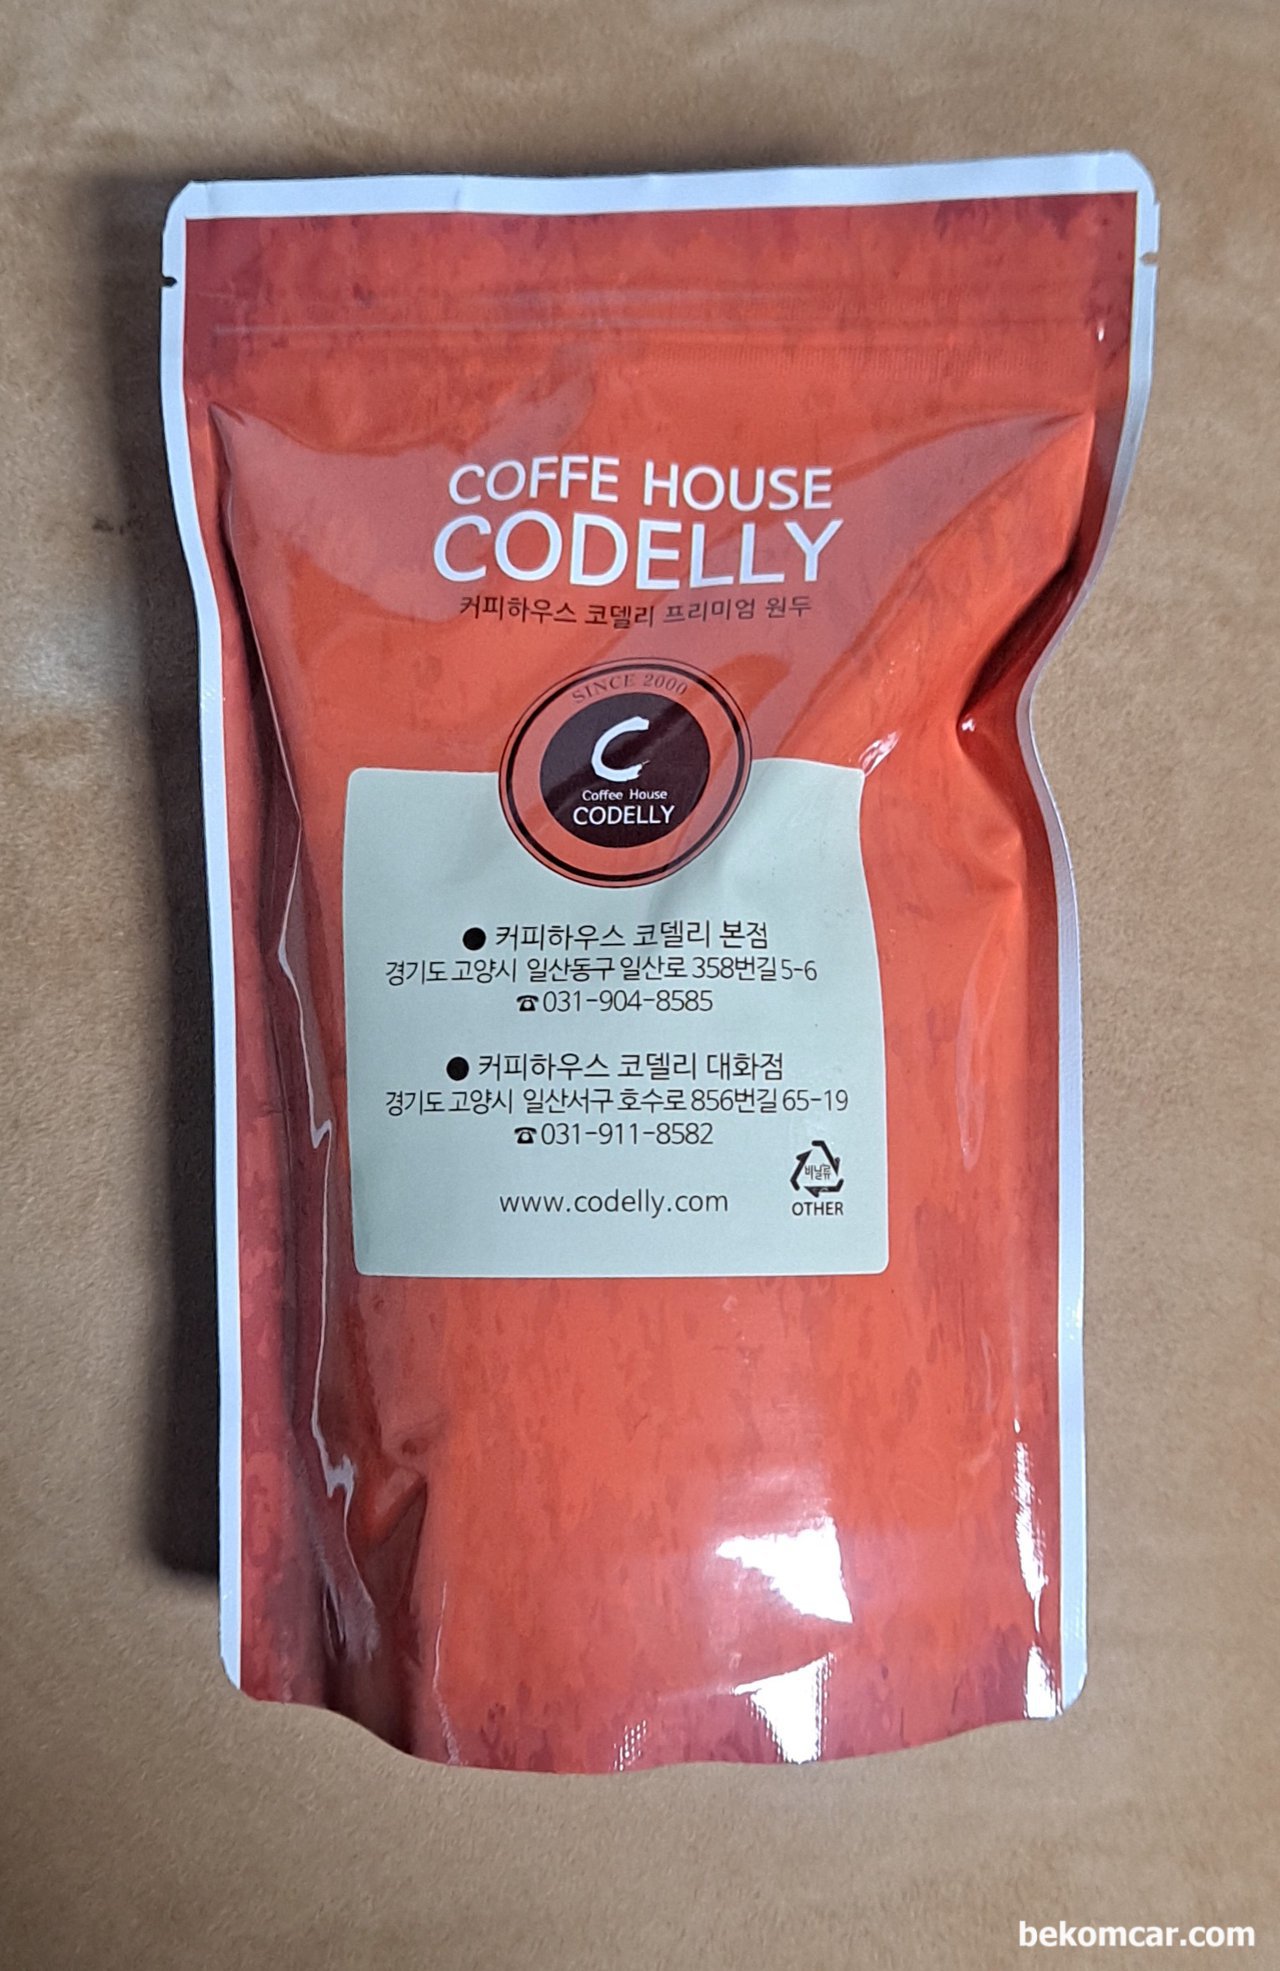 COFFE HOUSE
CODELLY
커피하우스 코델리 프리미엄 원두
SINCE 2000
C
Coffee House
CODELLY
● 커피하우스 코델리 본점
경기도 고양시 일산동구 일산로 358번길 5-6
☎ 031-904-8585
● 커피하우스 코델리 대화점
경기도 고양시 일산서구 호수로 856번길 65-19
☎ 031-911-8582
비닐류
www.codelly.com
OTHER
bekomcar.com